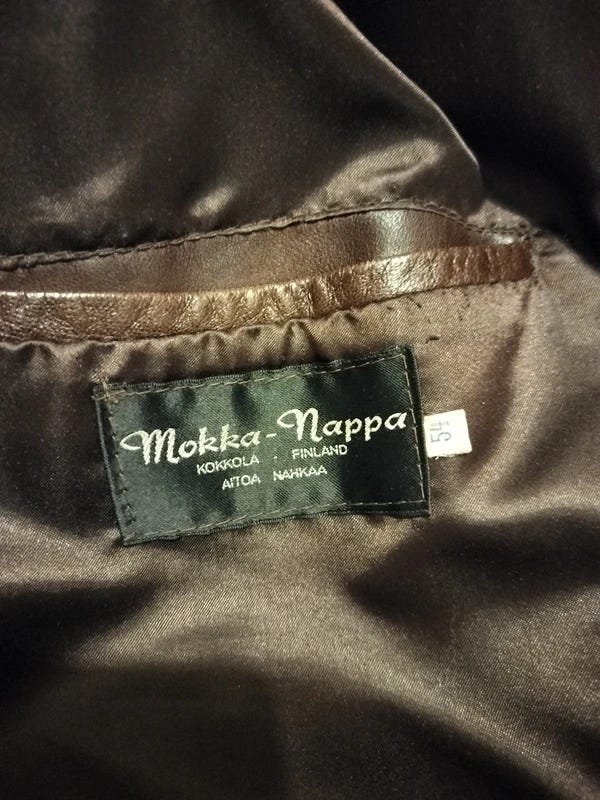 Mokka-Nappa
KOKKOLA - FINLAND
AITOA NAHKAA
54